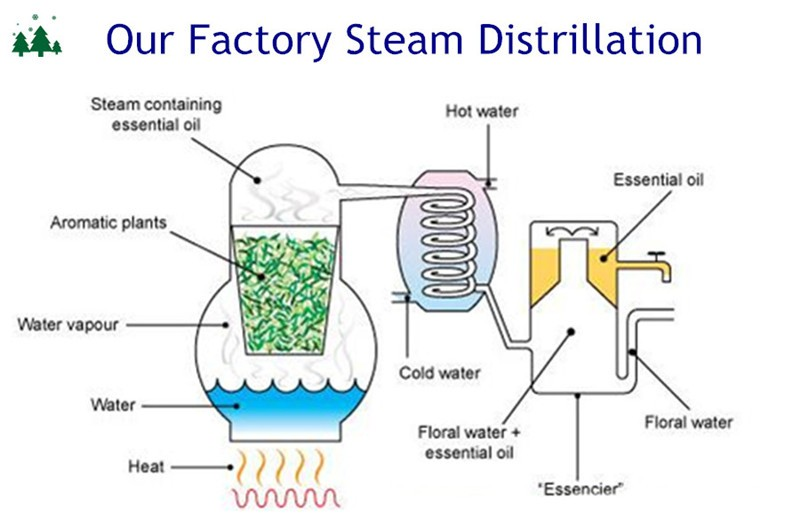 Our Factory Steam Distrillation
Steam containing
essential oil
Hot water
Essential oil
Aromatic plants
Water vapour
Cold water
Water
Floral water +
essential oil
Floral water
Heat
"Essencier"